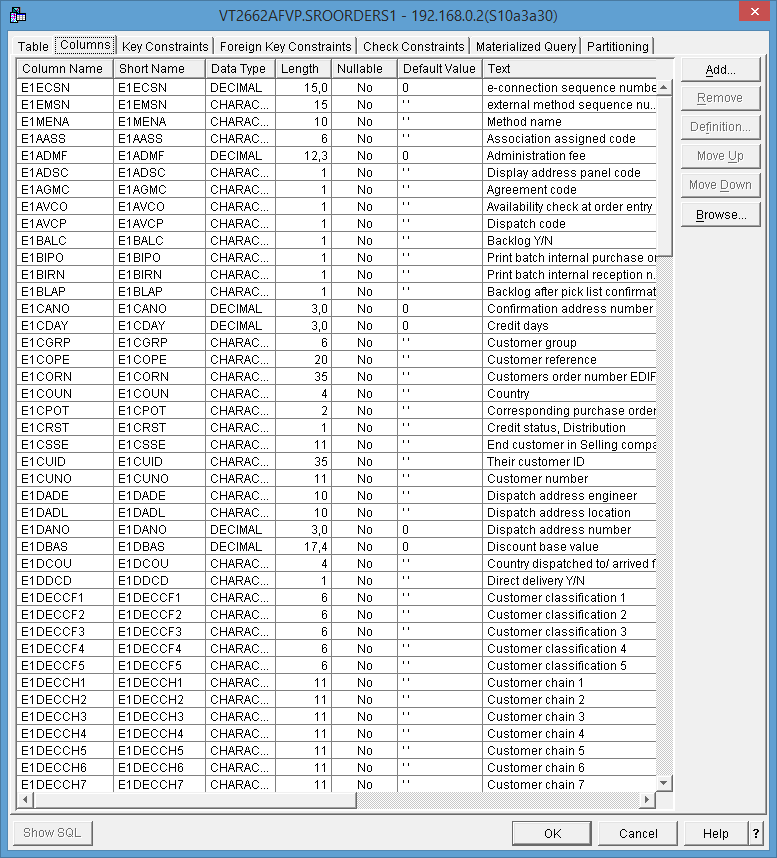 VT2662AFVP.SROORDERS1 - 192.168.0.2(S10a3a30)
Table Columns Key Constraints Foreign Key Constraints Check Constraints Materialized Query Partitioning
Column Name Short Name Data Type Length Nullable Default Value Text
E1ECSN E1ECSN DECIMAL 15,0 No 0 e-connection sequence numbe
E1EMSN E1EMSN CHARAC... 15 No ' ' external method sequence nu...
E1MENA E1MENA CHARAC... 10 No ' ' Method name
E1AASS E1AASS CHARAC... 6 No ' ' Association assigned code
E1ADMF E1ADMF DECIMAL 12,3 No 0 Administration fee
E1ADSC E1ADSC CHARAC... 1 No ' ' Display address panel code
E1AGMC E1AGMC CHARAC... 1 No ' ' Agreement code
E1AVCO E1AVCO CHARAC... 1 No ' ' Availability check at order entry
E1AVCP E1AVCP CHARAC... 1 No ' ' Dispatch code
E1BALC E1BALC CHARAC... 1 No ' ' Backlog Y/N
E1BIPO E1BIPO CHARAC... 1 No ' ' Print batch internal purchase or
E1BIRN E1BIRN CHARAC... 1 No ' ' Print batch internal reception n...
E1BLAP E1BLAP CHARAC... 1 No ' ' Backlog after pick list confirmat
E1CANO E1CANO DECIMAL 3,0 No 0 Confirmation address number
E1CDAY E1CDAY DECIMAL 3,0 No 0 Credit days
E1CGRP E1CGRP CHARAC... 6 No ' ' Customer group
E1COPE E1COPE CHARAC... 20 No ' ' Customer reference
E1CORN E1CORN CHARAC... 35 No ' ' Customers order number EDIF
E1COUN E1COUN CHARAC... 4 No ' ' Country
E1CPOT E1CPOT CHARAC... 2 No ' ' Corresponding purchase order
E1CRST E1CRST CHARAC... 1 No ' ' Credit status, Distribution
E1CSSE E1CSSE CHARAC... 11 No ' ' End customer in Selling compa
E1CUID E1CUID CHARAC... 35 No ' ' Their customer ID
E1CUNO E1CUNO CHARAC... 11 No ' ' Customer number
E1DADE E1DADE CHARAC... 10 No ' ' Dispatch address engineer
E1DADL E1DADL CHARAC... 10 No ' ' Dispatch address location
E1DANO E1DANO DECIMAL 3,0 No 0 Dispatch address number
E1DBAS E1DBAS DECIMAL 17,4 No 0 Discount base value
E1DCOU E1DCOU CHARAC... 4 No ' ' Country dispatched to/ arrived f
E1DDCD E1DDCD CHARAC... 1 No ' ' Direct delivery Y/N
E1DECCF1 E1DECCF1 CHARAC... 6 No ' ' Customer classification 1
E1DECCF2 E1DECCF2 CHARAC... 6 No ' ' Customer classification 2
E1DECCF3 E1DECCF3 CHARAC... 6 No ' ' Customer classification 3
E1DECCF4 E1DECCF4 CHARAC... 6 No ' ' Customer classification 4
E1DECCF5 E1DECCF5 CHARAC... 6 No ' ' Customer classification 5
E1DECCH1 E1DECCH1 CHARAC... 11 No ' ' Customer chain 1
E1DECCH2 E1DECCH2 CHARAC... 11 No ' ' Customer chain 2
E1DECCH3 E1DECCH3 CHARAC... 11 No ' ' Customer chain 3
E1DECCH4 E1DECCH4 CHARAC... 11 No ' ' Customer chain 4
E1DECCH5 E1DECCH5 CHARAC... 11 No ' ' Customer chain 5
E1DECCH6 E1DECCH6 CHARAC... 11 No ' ' Customer chain 6
E1DECCH7 E1DECCH7 CHARAC... 11 No ' ' Customer chain 7
Add...
Remove
Definition...
Move Up
Move Down
Browse...
Show SQL OK Cancel Help ?